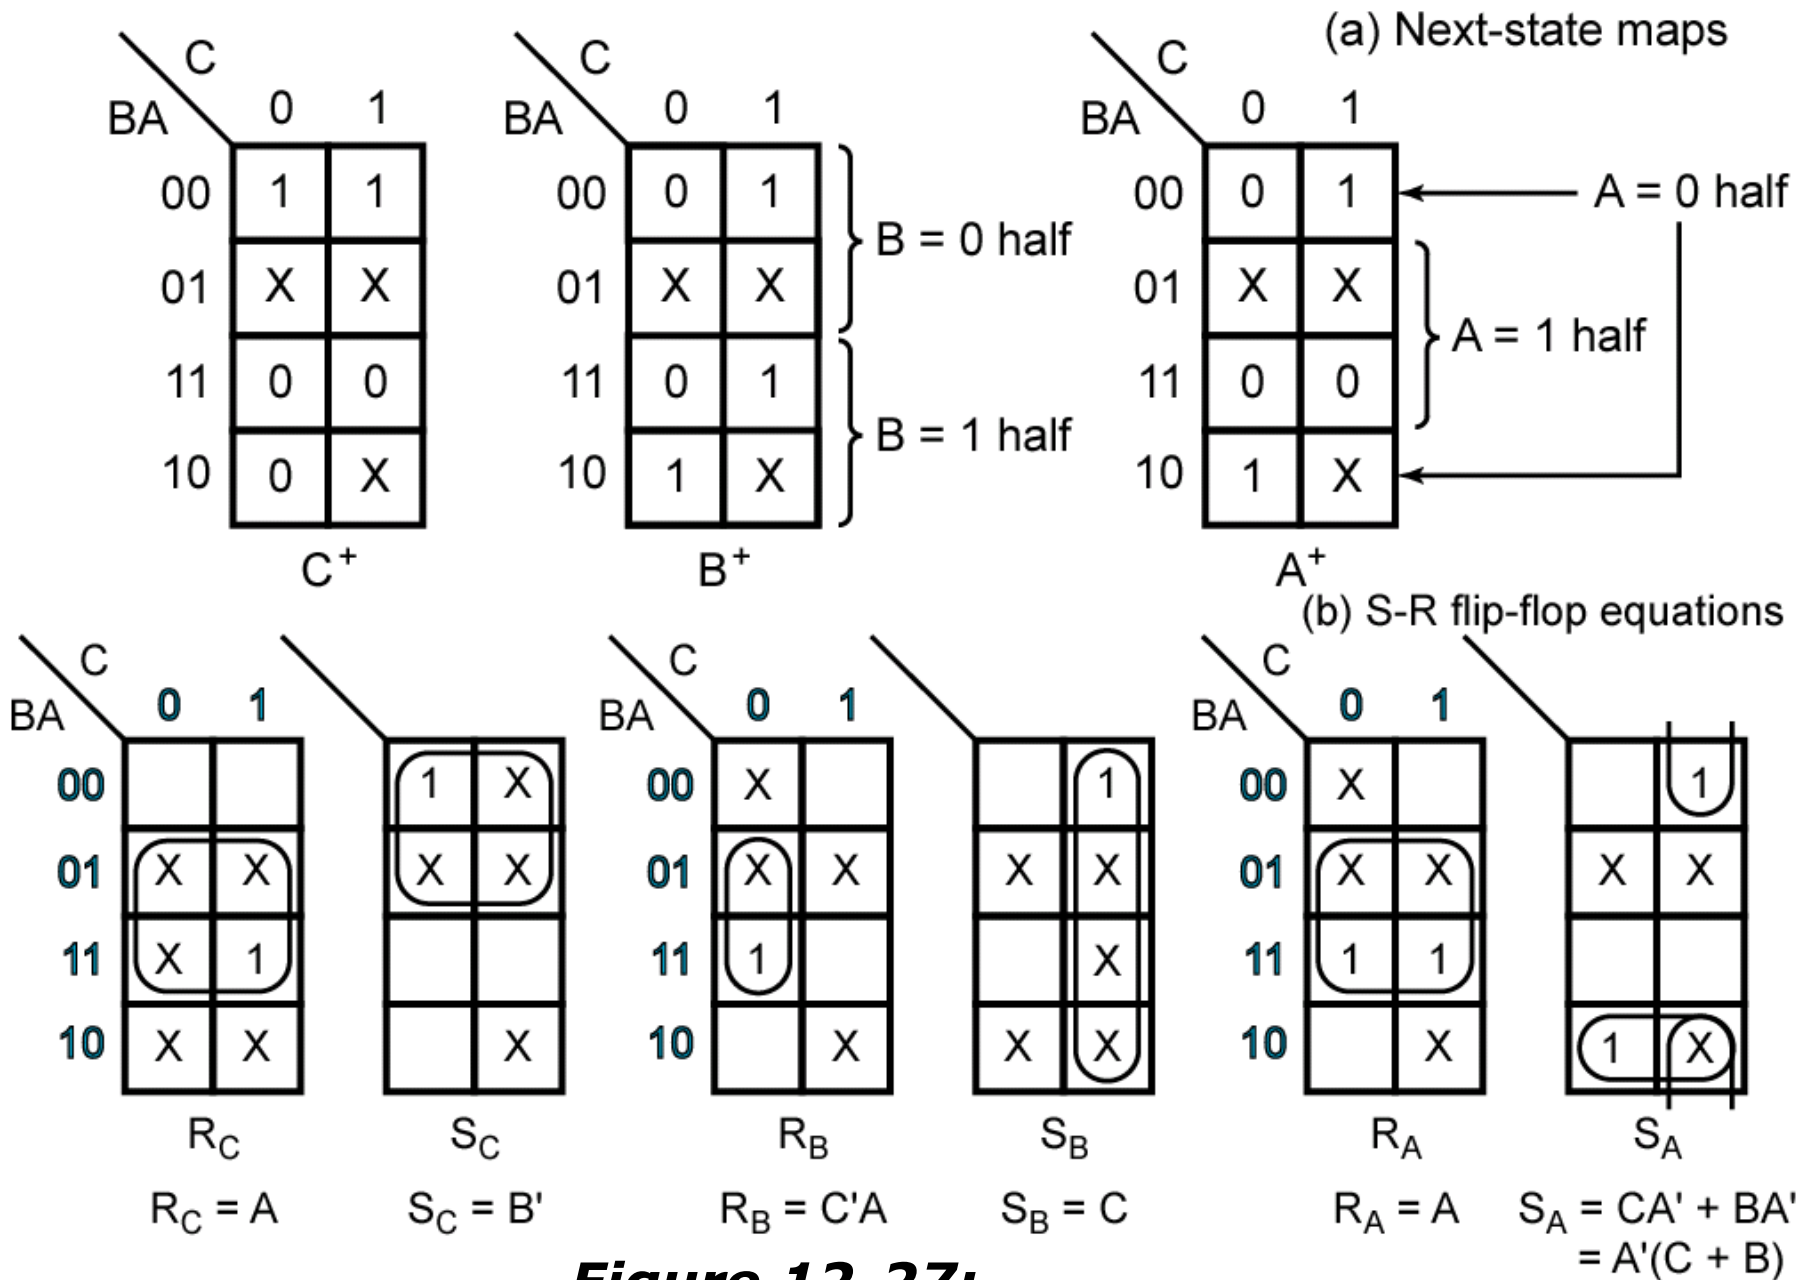 (a) Next-state maps
C C C
BA 0 1 BA 0 1 BA 0 1
00 1 1 00 0 1 00 0 1 A = 0 half
B = 0 half
01 X X 01 X X 01 X X
A = 1 half
11 0 0 11 0 1 11 0 0
B = 1 half
10 0 X 10 1 X 10 1 X
C+ B+ A+
(b) S-R flip-flop equations
C C C
BA 0 1 BA 0 1 BA 0 1
00 1 X 00 X 1 00 X 1
01 X X X X 01 X X X X 01 X X X X
11 X 1 11 1 X 11 1 1
10 X X X 10 X X X 10 X 1 X
RC SC RB SB RA SA
RC = A SC = B' RB = C'A SB = C RA = A SA = CA' + BA'
= A'(C + B)
Figure 12-27: